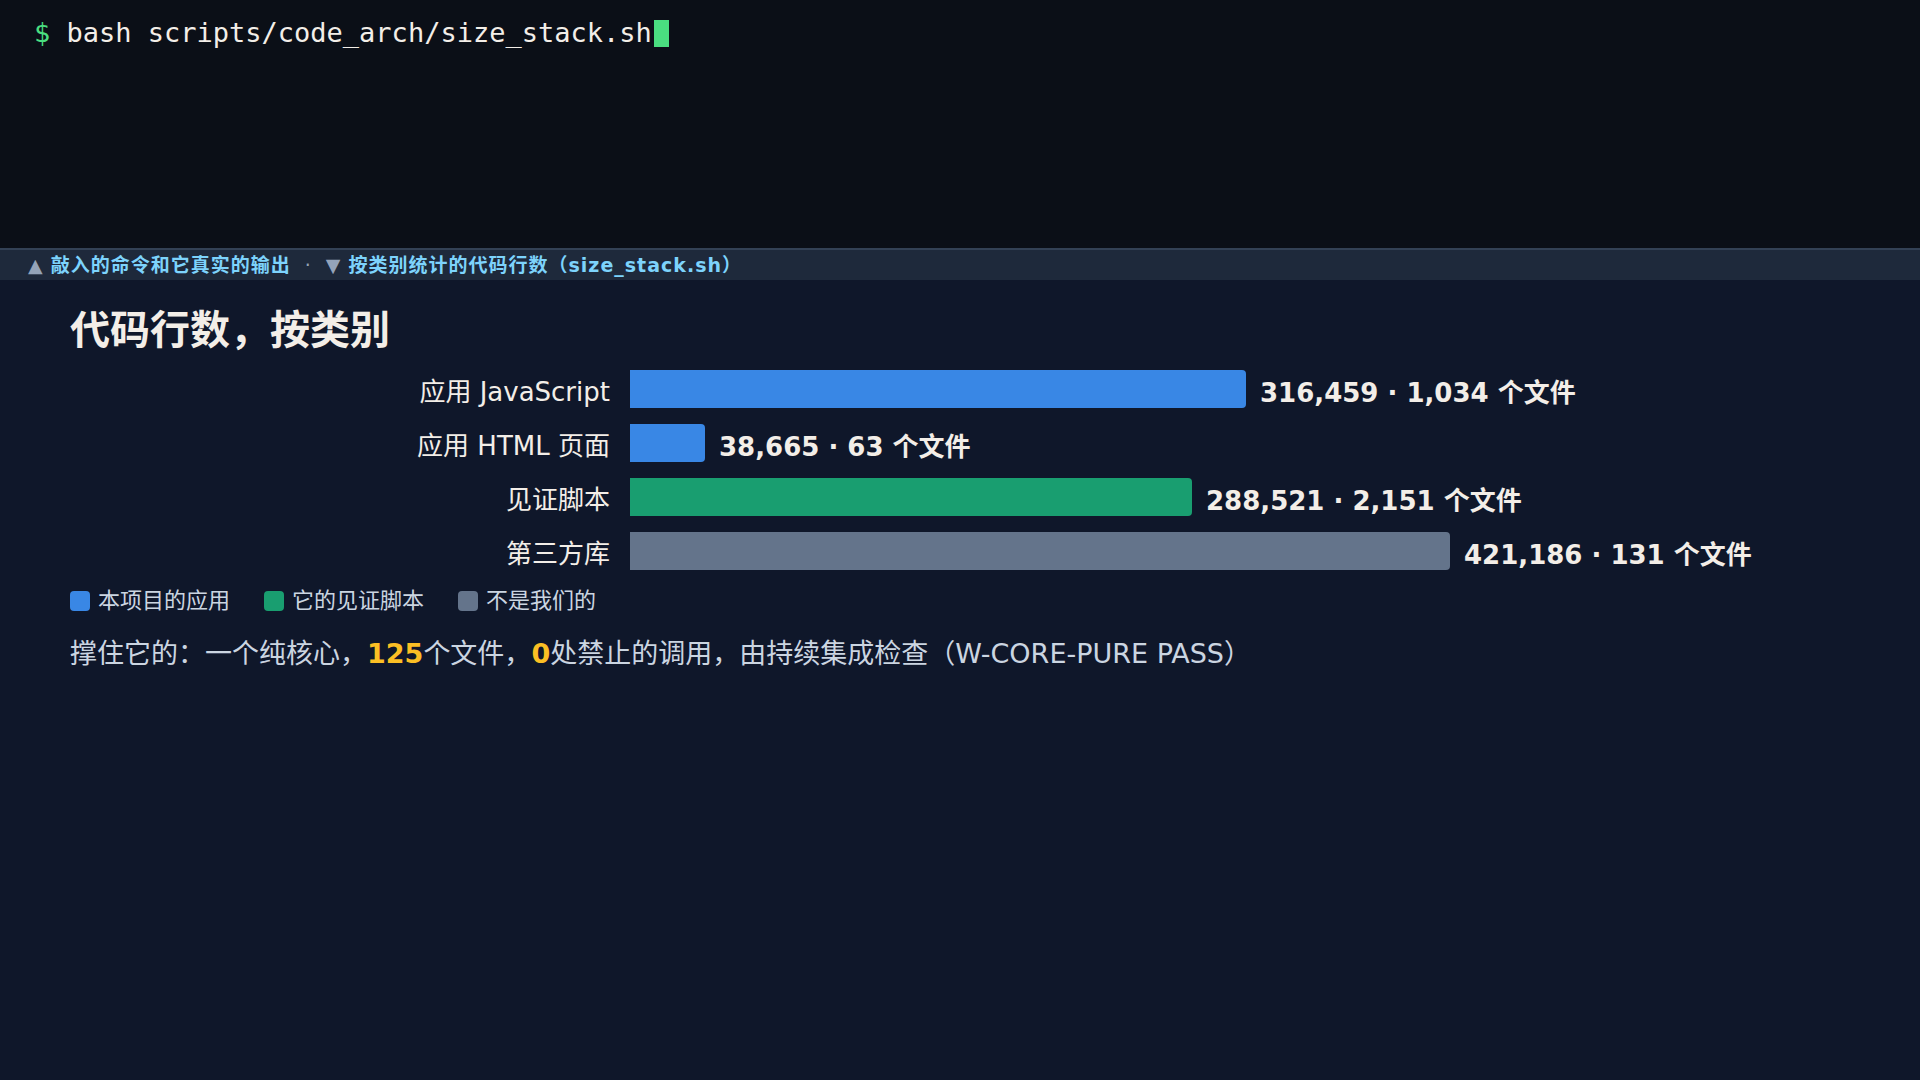 $ bash scripts/code_arch/size_stack.sh
▲ 敲入的命令和它真实的输出 · ▼ 按类别统计的代码行数（size_stack.sh）
代码行数，按类别
应用 JavaScript 316,459 · 1,034 个文件
应用 HTML 页面 38,665 · 63 个文件
见证脚本 288,521 · 2,151 个文件
第三方库 421,186 · 131 个文件
本项目的应用 它的见证脚本 不是我们的
撑住它的：一个纯核心，125个文件，0处禁止的调用，由持续集成检查（W-CORE-PURE PASS）